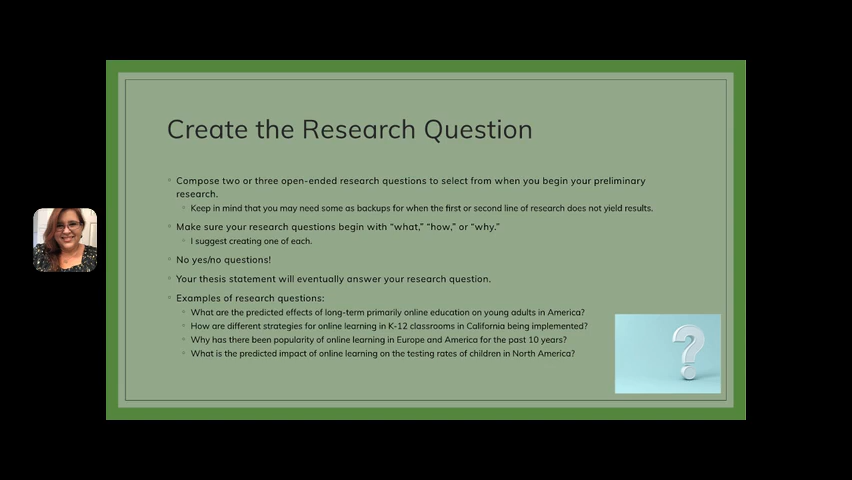 Create the Research Question
Compose two or three open-ended research questions to select from when you begin your preliminary
research.
Keep in mind that you may need some as backups for when the first or second line of research does not yield results.
Make sure your research questions begin with “what,” “how,” or “why.”
I suggest creating one of each.
No yes/no questions!
Your thesis statement will eventually answer your research question.
Examples of research questions:
What are the predicted effects of long-term primarily online education on young adults in America?
How are different strategies for online learning in K-12 classrooms in California being implemented?
Why has there been popularity of online learning in Europe and America for the past 10 years?
What is the predicted impact of online learning on the testing rates of children in North America?
?